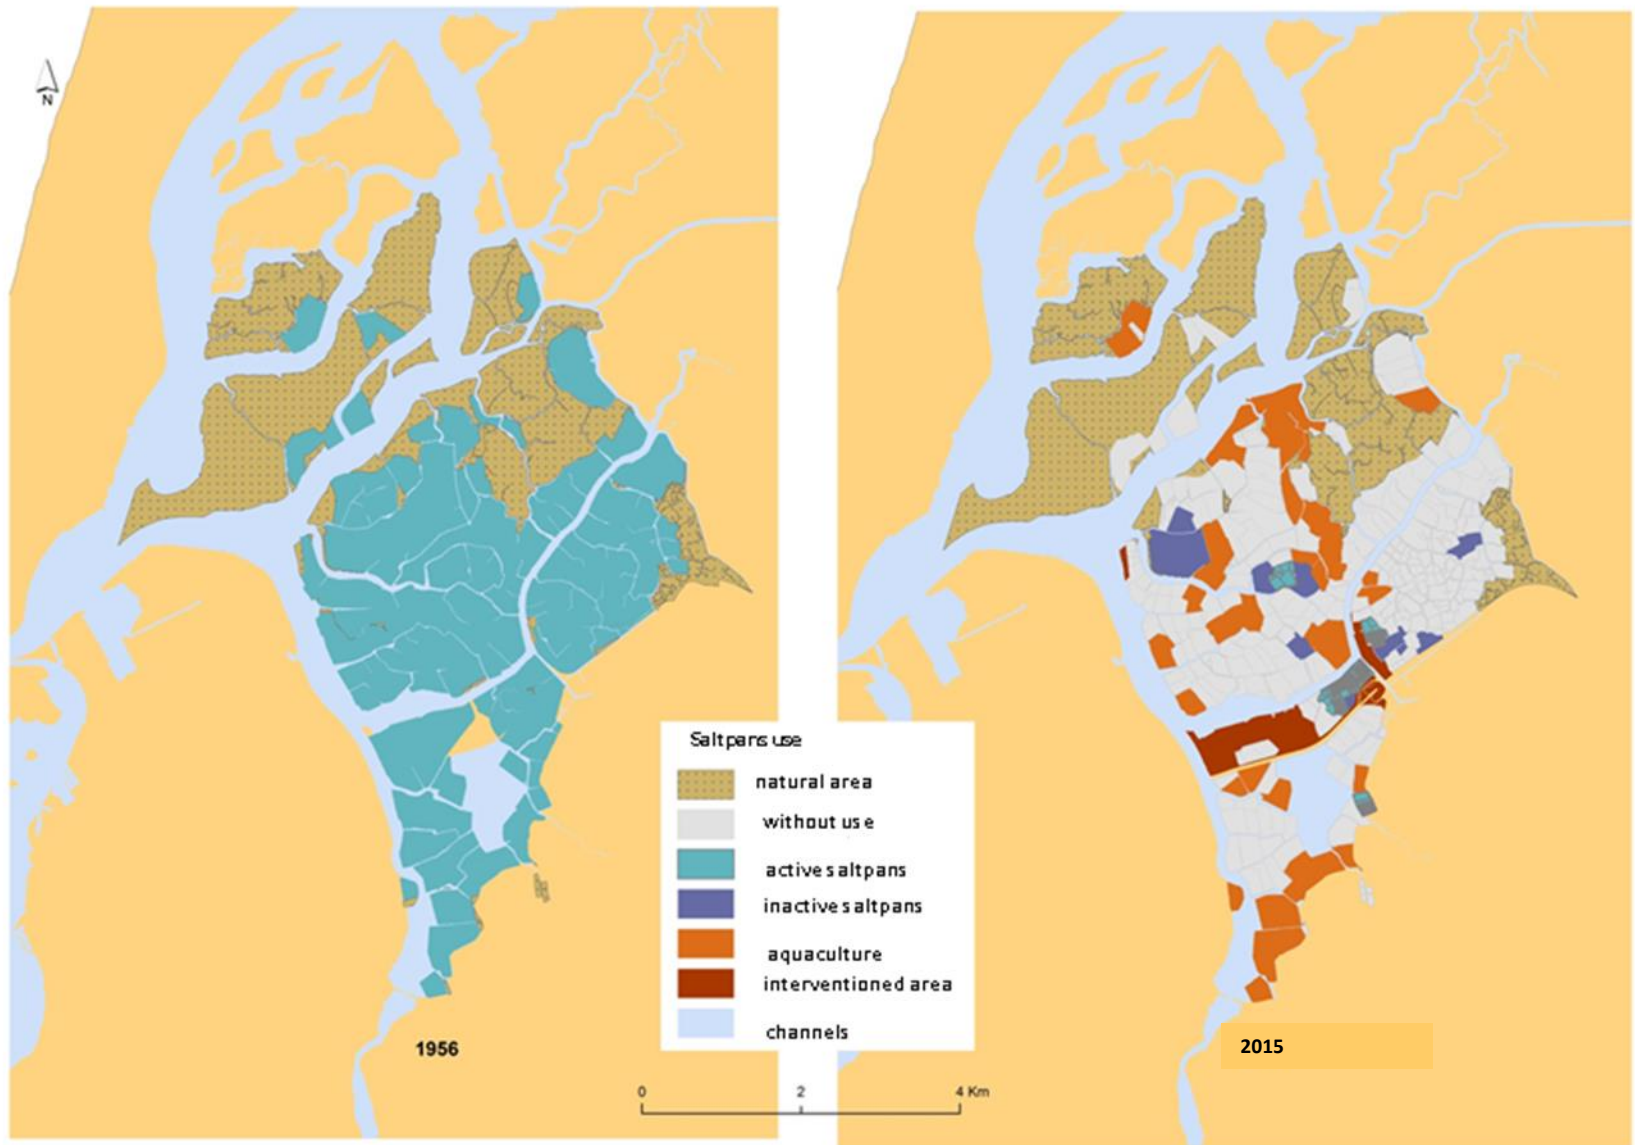 N
Saltpans use
natural area
without use
active saltpans
inactive saltpans
aquaculture
interventioned area
channels
1956
2015
0 2 4 Km